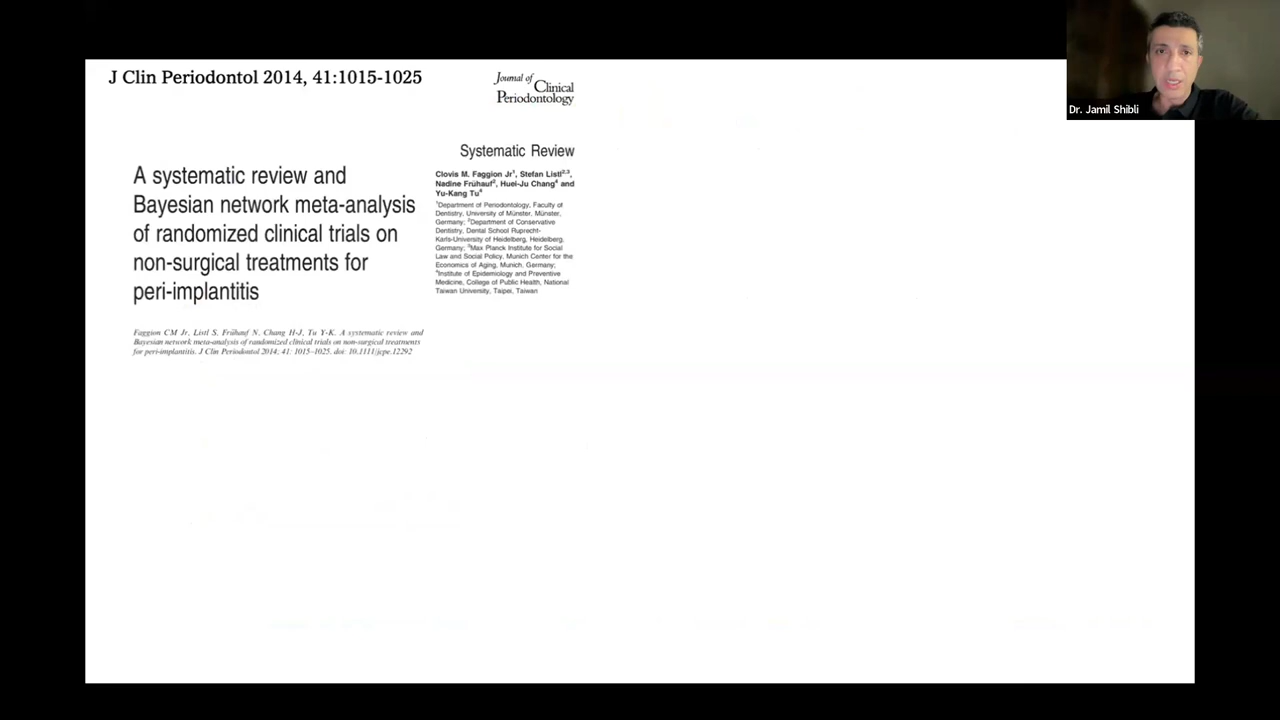 J Clin Periodontol 2014, 41:1015-1025
Journal of
Clinical
Periodontology
Systematic Review
A systematic review and
Bayesian network meta-analysis
of randomized clinical trials on
non-surgical treatments for
peri-implantitis
Clovis M. Faggion Jr¹, Stefan Listl²,³,
Nadine Frühauf², Huei-Ju Chang⁴ and
Yu-Kang Tu⁴
¹Department of Periodontology, Faculty of
Dentistry, University of Münster, Münster,
Germany; ²Department of Conservative
Dentistry, Dental School Ruprecht-
Karls-University of Heidelberg, Heidelberg,
Germany; ³Max Planck Institute for Social
Law and Social Policy, Munich Center for the
Economics of Aging, Munich, Germany;
⁴Institute of Epidemiology and Preventive
Medicine, College of Public Health, National
Taiwan University, Taipei, Taiwan
Faggion CM Jr, Listl S, Frühauf N, Chang H-J, Tu Y-K. A systematic review and
Bayesian network meta-analysis of randomized clinical trials on non-surgical treatments
for peri-implantitis. J Clin Periodontol 2014; 41: 1015–1025. doi: 10.1111/jcpe.12292
Dr. Jamil Shibli